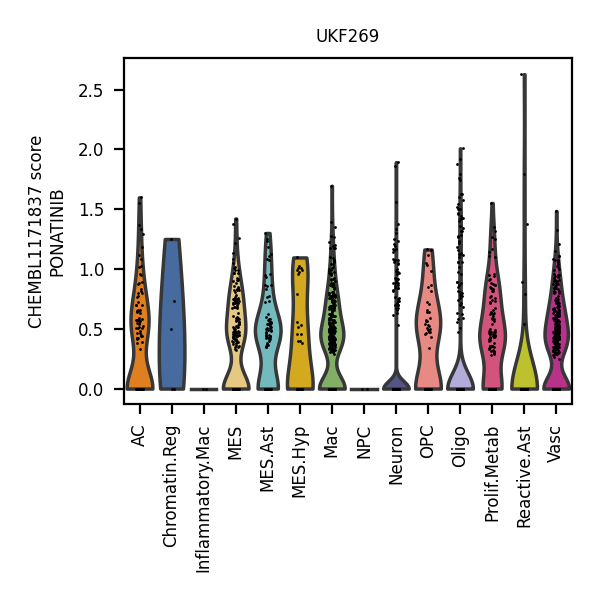 UKF269
CHEMBL1171837 score
PONATINIB
2.5
2.0
1.5
1.0
0.5
0.0
AC
Chromatin.Reg
Inflammatory.Mac
MES
MES.Ast
MES.Hyp
Mac
NPC
Neuron
OPC
Oligo
Prolif.Metab
Reactive.Ast
Vasc